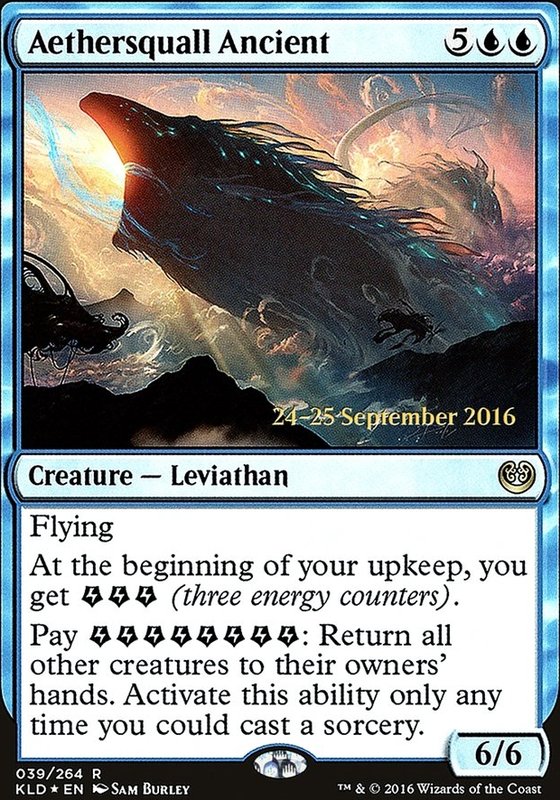 Aethersquall Ancient 5
24–25 September 2016
Creature — Leviathan
Flying
At the beginning of your upkeep, you
get (three energy counters).
Pay : Return all
other creatures to their owners’
hands. Activate this ability only any
time you could cast a sorcery.
6/6
039/264 R
KLD ★ EN Sam Burley
™ & © 2016 Wizards of the Coast